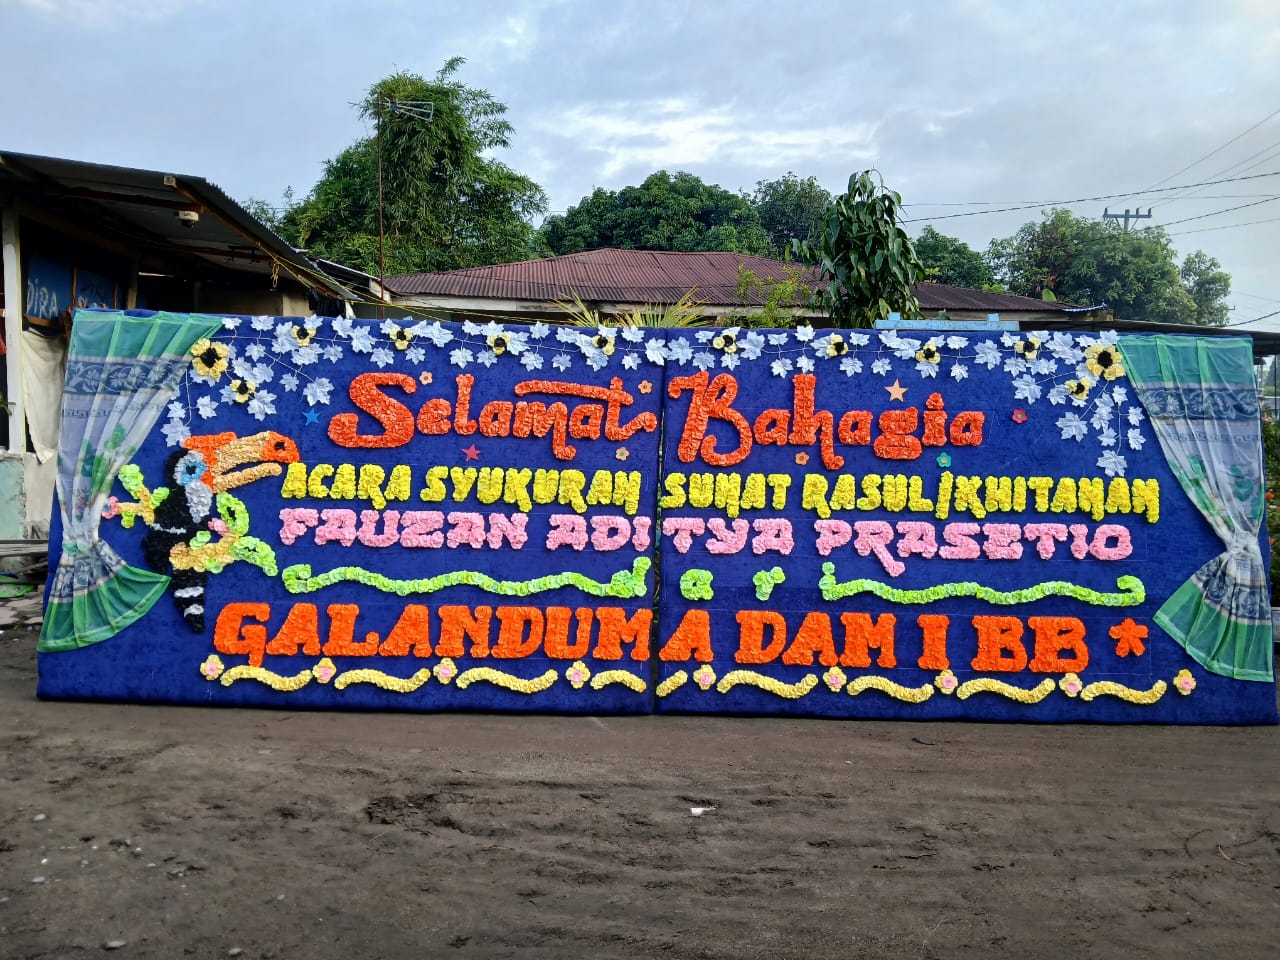 Selamat Bahagia
ACARA SYUKURAN SUNAT RASUL/KHITANAN
FAUZAN ADITYA PRASETIO
GALANDUMA DAM I BB *